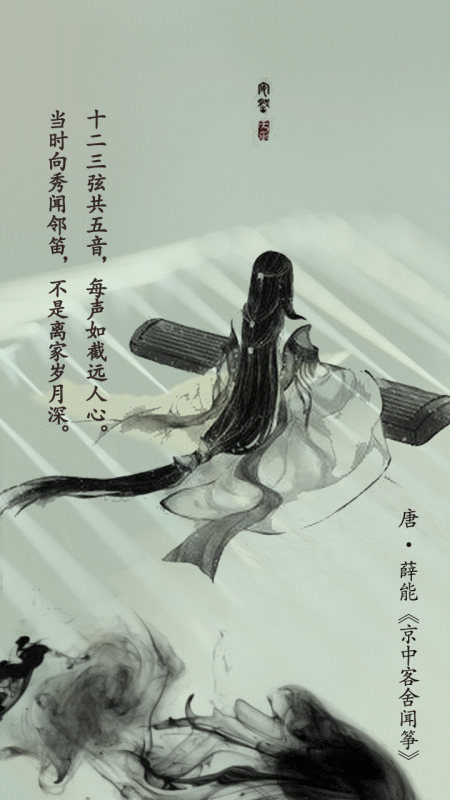 十二三弦共五音，每声如截远人心。
当时向秀闻邻笛，不是离家岁月深。
唐·薛能《京中客舍闻筝》